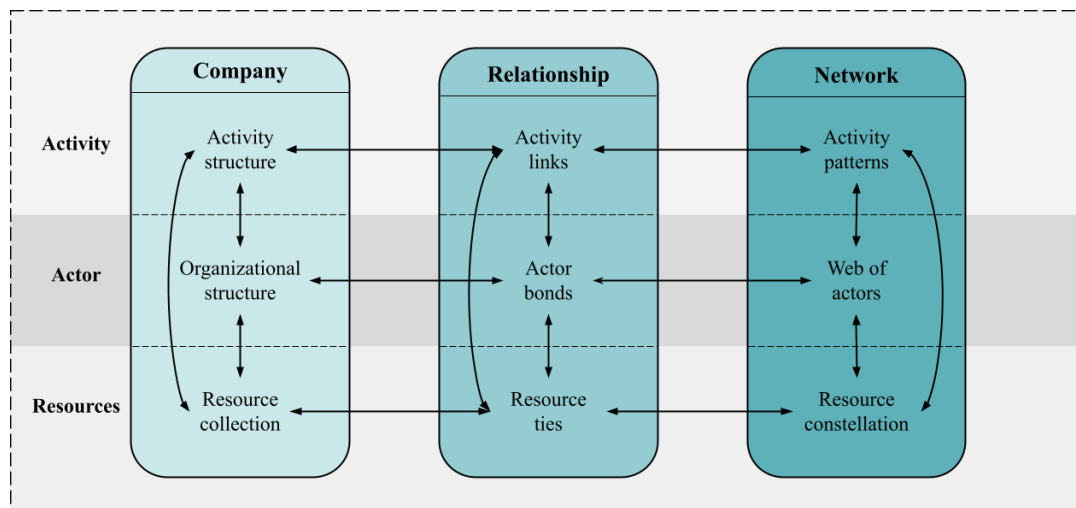 Company
Relationship
Network
Activity
Activity
structure
Activity
links
Activity
patterns
Actor
Organizational
structure
Actor
bonds
Web of
actors
Resources
Resource
collection
Resource
ties
Resource
constellation